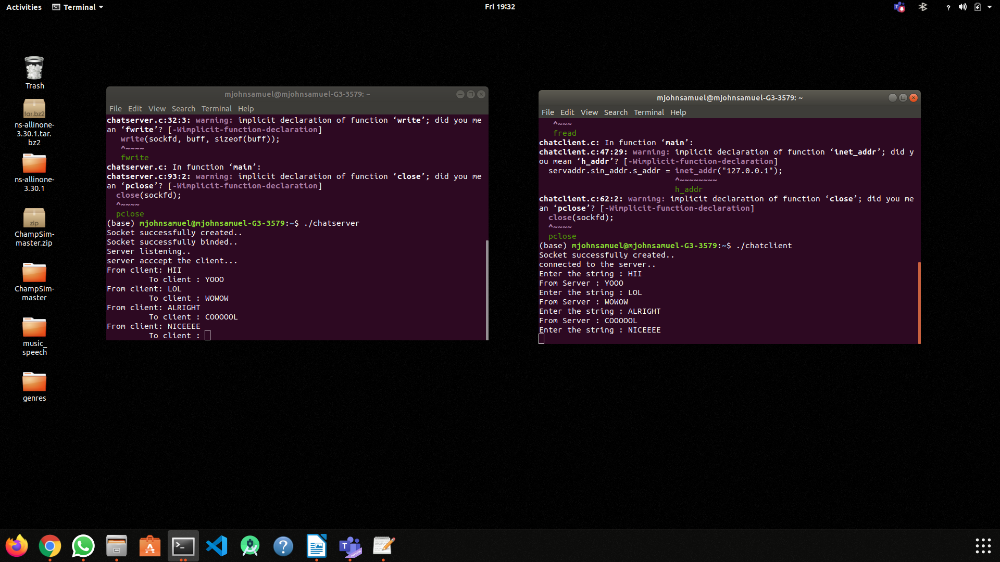 Activities
Terminal
Fri 19:32
Trash
tar.bz2
ns-allinone-
3.30.1.tar.
bz2
ns-allinone-
3.30.1
zip
ChampSim-
master.zip
ChampSim-
master
music_
speech
genres
mjohnsamuel@mjohnsamuel-G3-3579: ~
File Edit View Search Terminal Help
chatserver.c:32:3: warning: implicit declaration of function ‘write’; did you me
an ‘fwrite’? [-Wimplicit-function-declaration]
   write(sockfd, buff, sizeof(buff));
   ^~~~~
   fwrite
chatserver.c: In function ‘main’:
chatserver.c:93:2: warning: implicit declaration of function ‘close’; did you me
an ‘pclose’? [-Wimplicit-function-declaration]
  close(sockfd);
  ^~~~~
  pclose
(base) mjohnsamuel@mjohnsamuel-G3-3579:~$ ./chatserver
Socket successfully created..
Socket successfully binded..
Server listening..
server acccept the client...
From client: HII
         To client : YOOO
From client: LOL
         To client : WOWOW
From client: ALRIGHT
         To client : COOOOOL
From client: NICEEEE
         To client :
mjohnsamuel@mjohnsamuel-G3-3579: ~
File Edit View Search Terminal Help
   ^~~~
   fread
chatclient.c: In function ‘main’:
chatclient.c:47:29: warning: implicit declaration of function ‘inet_addr’; did y
ou mean ‘h_addr’? [-Wimplicit-function-declaration]
  servaddr.sin_addr.s_addr = inet_addr("127.0.0.1");
                             ^~~~~~~~~
                             h_addr
chatclient.c:62:2: warning: implicit declaration of function ‘close’; did you me
an ‘pclose’? [-Wimplicit-function-declaration]
  close(sockfd);
  ^~~~~
  pclose
(base) mjohnsamuel@mjohnsamuel-G3-3579:~$ ./chatclient
Socket successfully created..
connected to the server..
Enter the string : HII
From Server : YOOO
Enter the string : LOL
From Server : WOWOW
Enter the string : ALRIGHT
From Server : COOOOOL
Enter the string : NICEEEE